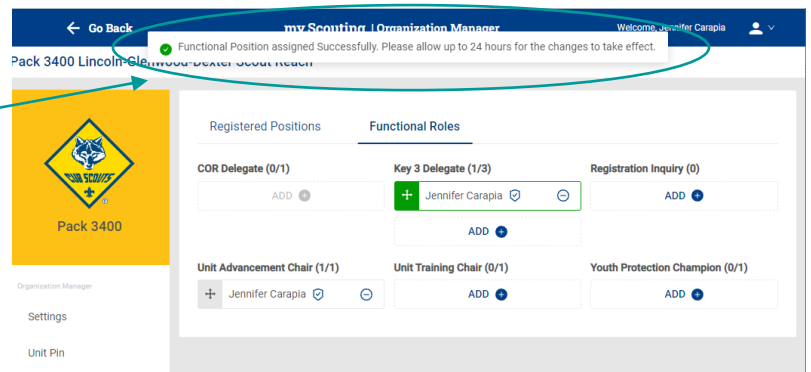 Go Back
my.Scouting | Organization Manager
Welcome, Jennifer Carapia
Functional Position assigned Successfully. Please allow up to 24 hours for the changes to take effect.
Pack 3400 Lincoln-Glenwood-Dexter Scout Reach
CUB SCOUTS
Pack 3400
Organization Manager
Settings
Unit Pin
Registered Positions
Functional Roles
COR Delegate (0/1)
Key 3 Delegate (1/3)
Registration Inquiry (0)
ADD
Jennifer Carapia
ADD
ADD
Unit Advancement Chair (1/1)
Unit Training Chair (0/1)
Youth Protection Champion (0/1)
Jennifer Carapia
ADD
ADD